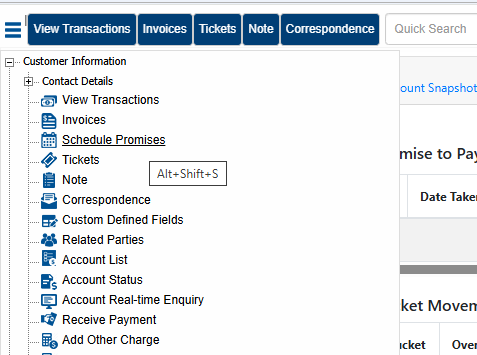 View Transactions Invoices Tickets Note Correspondence Quick Search
Customer Information
Contact Details
View Transactions
Invoices
Schedule Promises
Tickets
Note
Correspondence
Custom Defined Fields
Related Parties
Account List
Account Status
Account Real-time Enquiry
Receive Payment
Add Other Charge
Alt+Shift+S
ount Snapshot
mise to Pay
Date Taken
ket Movem
ucket Over